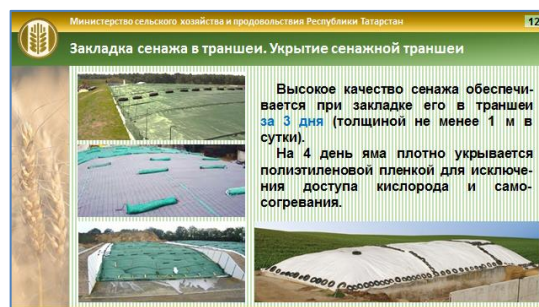 Министерство сельского хозяйства и продовольствия Республики Татарстан
12
Закладка сенажа в траншеи. Укрытие сенажной траншеи
Высокое качество сенажа обеспечи-
вается при закладке его в траншеи
за 3 дня (толщиной не менее 1 м в
сутки).
На 4 день яма плотно укрывается
полиэтиленовой пленкой для исключе-
ния доступа кислорода и само-
согревания.